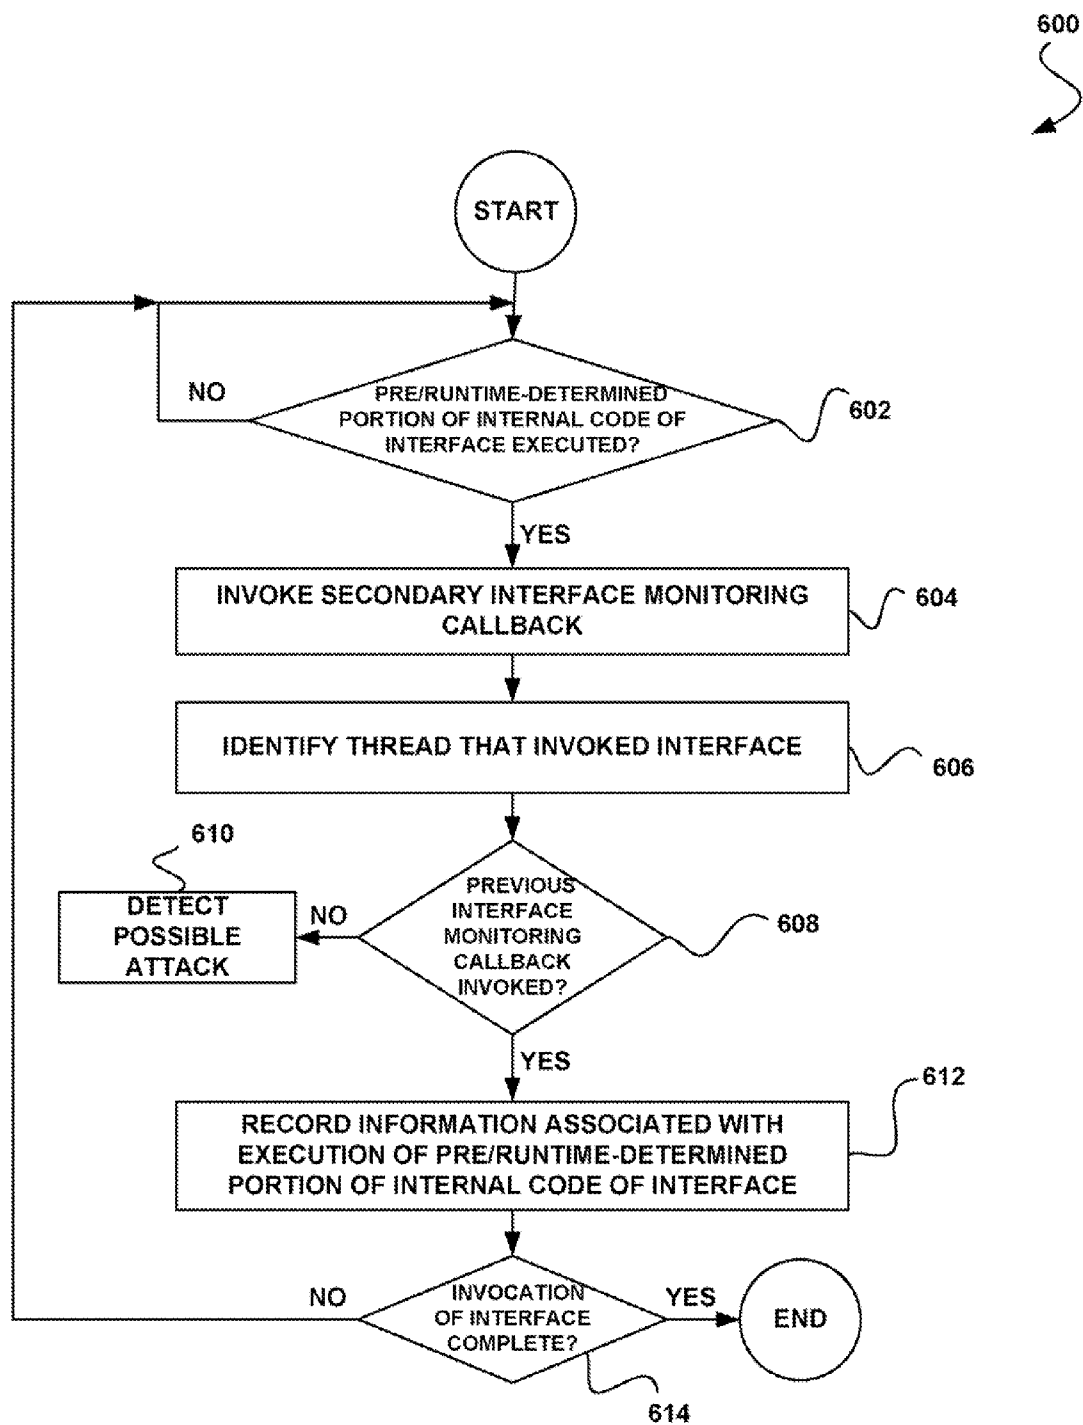 600
START
NO
PRE/RUNTIME-DETERMINED
PORTION OF INTERNAL CODE OF
INTERFACE EXECUTED?
602
YES
INVOKE SECONDARY INTERFACE MONITORING
CALLBACK
604
IDENTIFY THREAD THAT INVOKED INTERFACE
606
610
DETECT
POSSIBLE
ATTACK
NO
PREVIOUS
INTERFACE
MONITORING
CALLBACK
INVOKED?
608
YES
612
RECORD INFORMATION ASSOCIATED WITH
EXECUTION OF PRE/RUNTIME-DETERMINED
PORTION OF INTERNAL CODE OF INTERFACE
NO
INVOCATION
OF INTERFACE
COMPLETE?
YES
END
614